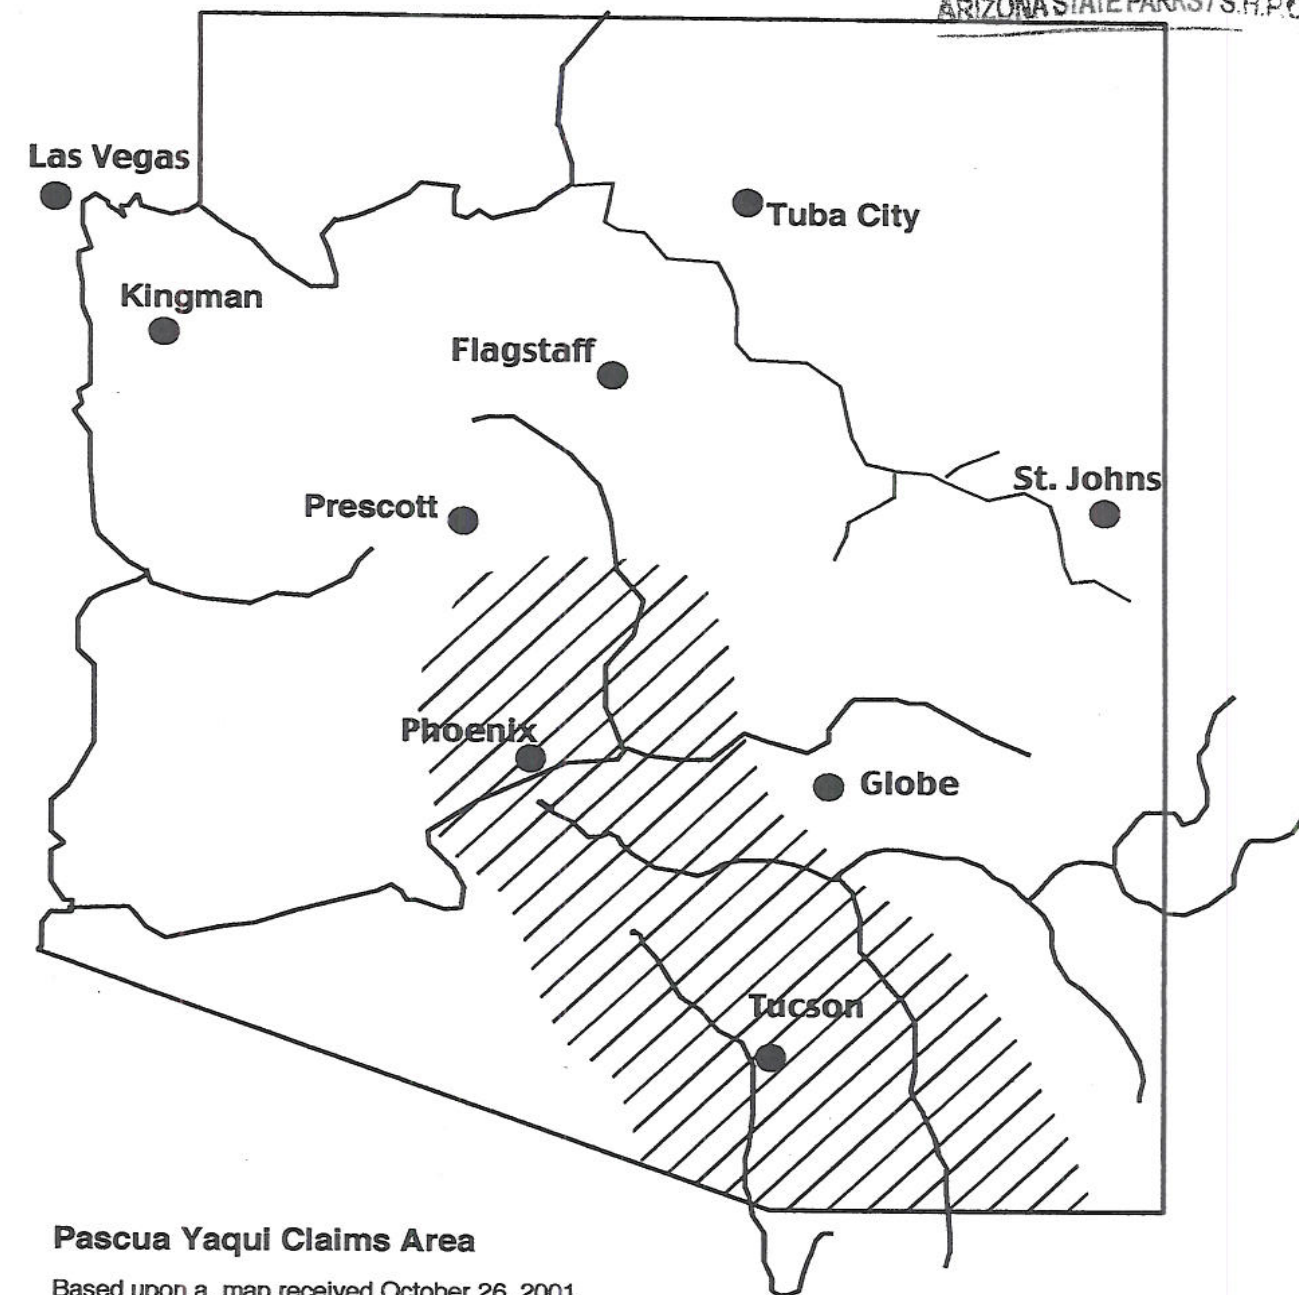 ARIZONA STATE PARKS / S.H.P.O
Las Vegas
Tuba City
Kingman
Flagstaff
St. Johns
Prescott
Phoenix
Globe
Tucson
Pascua Yaqui Claims Area
Based upon a map received October 26, 2001